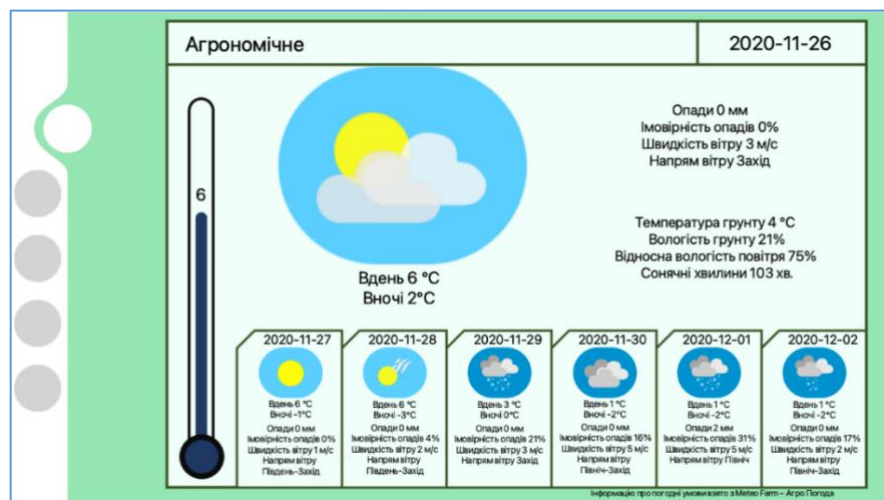 Агрономічне
2020-11-26
6
Опади 0 мм
Імовірність опадів 0%
Швидкість вітру 3 м/с
Напрям вітру Захід
Температура грунту 4 °C
Вологість грунту 21%
Відносна вологість повітря 75%
Сонячні хвилини 103 хв.
Вдень 6 °C
Вночі 2°C
2020-11-27
Вдень 6 °C
Вночі -1°C
Опади 0 мм
Імовірність опадів 0%
Швидкість вітру 1 м/с
Напрям вітру
Південь-Захід
2020-11-28
Вдень 6 °C
Вночі -3°C
Опади 0 мм
Імовірність опадів 4%
Швидкість вітру 2 м/с
Напрям вітру
Південь-Захід
2020-11-29
Вдень 3 °C
Вночі 0°C
Опади 0 мм
Імовірність опадів 21%
Швидкість вітру 3 м/с
Напрям вітру Захід
2020-11-30
Вдень 1 °C
Вночі -2°C
Опади 0 мм
Імовірність опадів 16%
Швидкість вітру 5 м/с
Напрям вітру
Північ-Захід
2020-12-01
Вдень 1 °C
Вночі -2°C
Опади 2 мм
Імовірність опадів 31%
Швидкість вітру 5 м/с
Напрям вітру Північ
2020-12-02
Вдень 1 °C
Вночі -2°C
Опади 0 мм
Імовірність опадів 17%
Швидкість вітру 2 м/с
Напрям вітру
Північ-Захід
Інформацію про погодні умови взято з Meteo Farm – Агро Погода